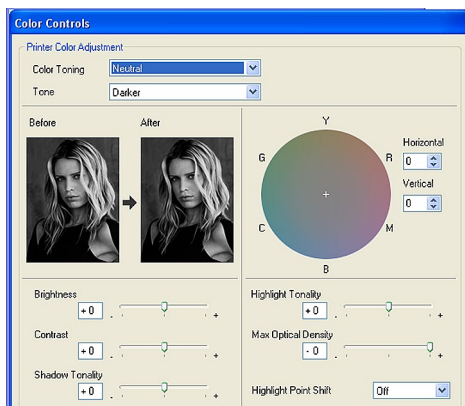 Color Controls
Printer Color Adjustment
Color Toning Neutral
Tone Darker
Before After
Y
G R
C M
B
Horizontal
0
Vertical
0
Brightness
+ 0 - +
Contrast
+ 0 - +
Shadow Tonality
+ 0 - +
Highlight Tonality
+ 0 - +
Max Optical Density
- 0 - +
Highlight Point Shift Off